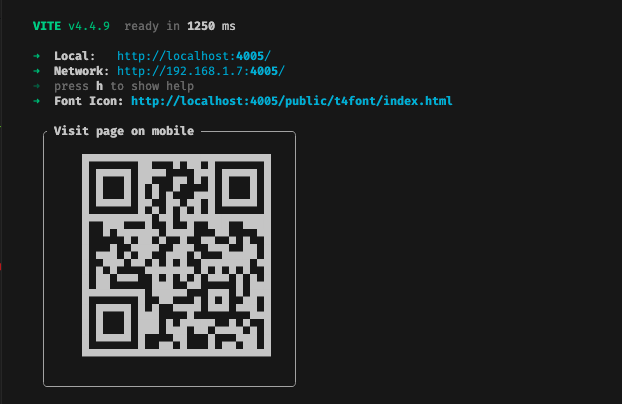 VITE v4.4.9 ready in 1250 ms
➜ Local: http://localhost:4005/
➜ Network: http://192.168.1.7:4005/
➜ press h to show help
➜ Font Icon: http://localhost:4005/public/t4font/index.html
Visit page on mobile